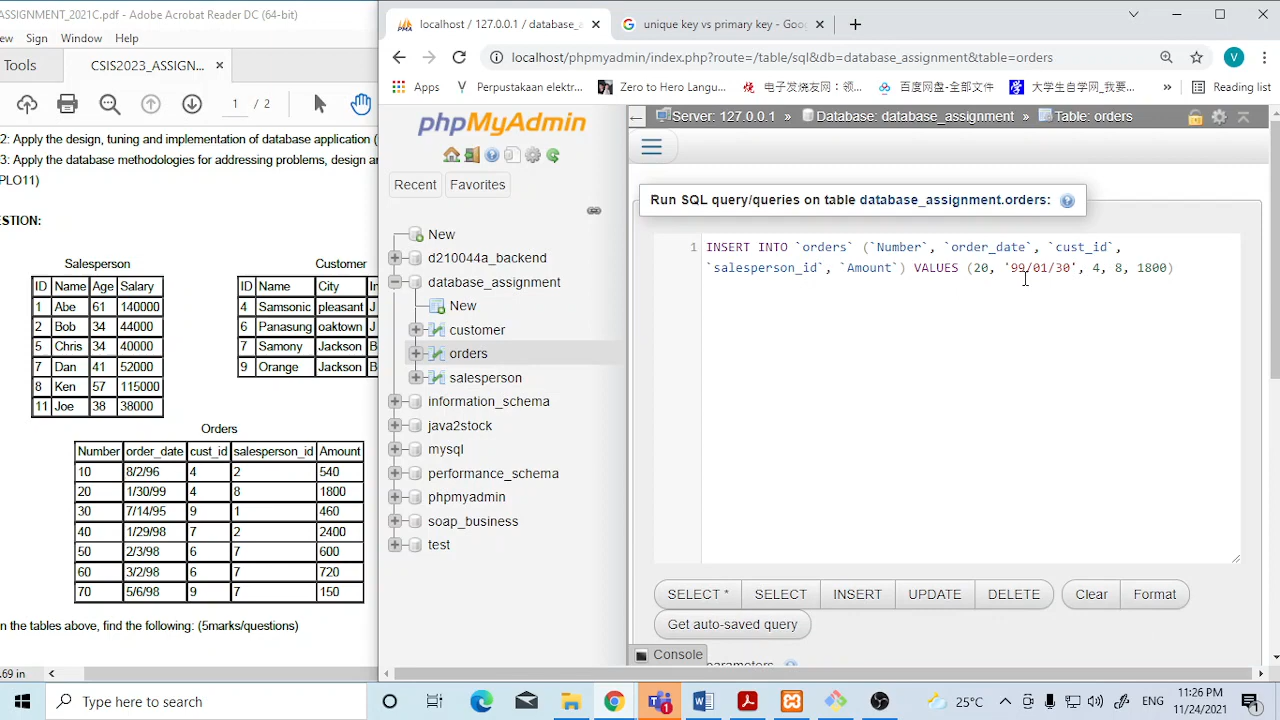 ASSIGNMENT_2021C.pdf - Adobe Acrobat Reader DC (64-bit)
ew Sign Window Help
Tools CSIS2023_ASSIGN... ×
1 / 2
2: Apply the design, tuning and implementation of database application (
3: Apply the database methodologies for addressing problems, design an
PLO11)
ESTION:
Salesperson
ID Name Age Salary
1 Abe 61 140000
2 Bob 34 44000
5 Chris 34 40000
7 Dan 41 52000
8 Ken 57 115000
11 Joe 38 38000
Customer
ID Name City In
4 Samsonic pleasant J
6 Panasung oaktown J
7 Samony Jackson B
9 Orange Jackson B
Orders
Number order_date cust_id salesperson_id Amount
10 8/2/96 4 2 540
20 1/30/99 4 8 1800
30 7/14/95 9 1 460
40 1/29/98 7 2 2400
50 2/3/98 6 7 600
60 3/2/98 6 7 720
70 5/6/98 9 7 150
n the tables above, find the following: (5marks/questions)
.69 in
localhost / 127.0.0.1 / database_a
unique key vs primary key - Goo
localhost/phpmyadmin/index.php?route=/table/sql&db=database_assignment&table=orders
V
Apps Perpustakaan elektr... Zero to Hero Langu... 电子发烧友网：领... 百度网盘-全部文件 大学生自学网_我要... » Reading list
phpMyAdmin
Recent Favorites
New
d210044a_backend
database_assignment
New
customer
orders
salesperson
information_schema
java2stock
mysql
performance_schema
phpmyadmin
soap_business
test
Server: 127.0.0.1 » Database: database_assignment » Table: orders
Run SQL query/queries on table database_assignment.orders:
1 INSERT INTO `orders` (`Number`, `order_date`, `cust_id`,
`salesperson_id`, `Amount`) VALUES (20, '99/01/30', 4, 8, 1800)
SELECT * SELECT INSERT UPDATE DELETE Clear Format
Get auto-saved query
Console
Type here to search
25°C ENG 11:26 PM
11/24/2021